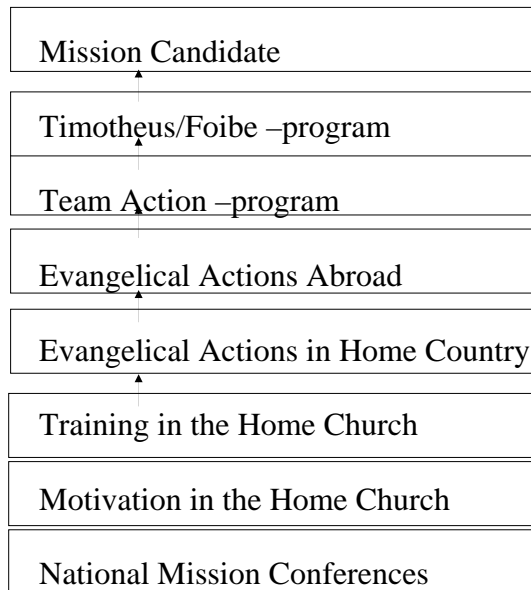 Mission Candidate
Timotheus/Foibe –program
Team Action –program
Evangelical Actions Abroad
Evangelical Actions in Home Country
Training in the Home Church
Motivation in the Home Church
National Mission Conferences